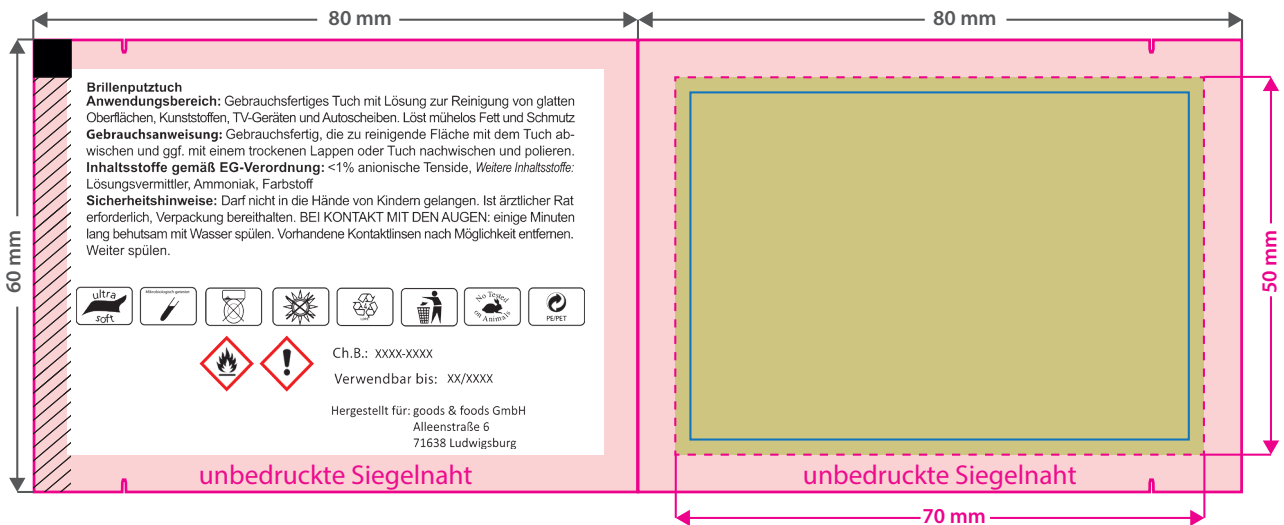 80 mm
80 mm
60 mm
Brillenputztuch
Anwendungsbereich: Gebrauchsfertiges Tuch mit Lösung zur Reinigung von glatten
Oberflächen, Kunststoffen, TV-Geräten und Autoscheiben. Löst mühelos Fett und Schmutz
Gebrauchsanweisung: Gebrauchsfertig, die zu reinigende Fläche mit dem Tuch ab-
wischen und ggf. mit einem trockenen Lappen oder Tuch nachwischen und polieren.
Inhaltsstoffe gemäß EG-Verordnung: <1% anionische Tenside, Weitere Inhaltsstoffe:
Lösungsvermittler, Ammoniak, Farbstoff
Sicherheitshinweise: Darf nicht in die Hände von Kindern gelangen. Ist ärztlicher Rat
erforderlich, Verpackung bereithalten. BEI KONTAKT MIT DEN AUGEN: einige Minuten
lang behutsam mit Wasser spülen. Vorhandene Kontaktlinsen nach Möglichkeit entfernen.
Weiter spülen.
ultra
soft
Mikrobiologisch getestet
No Tested
on Animals
PE/PET
Ch.B.: XXXX-XXXX
Verwendbar bis: XX/XXXX
Hergestellt für: goods & foods GmbH
Alleenstraße 6
71638 Ludwigsburg
unbedruckte Siegelnaht
unbedruckte Siegelnaht
50 mm
70 mm